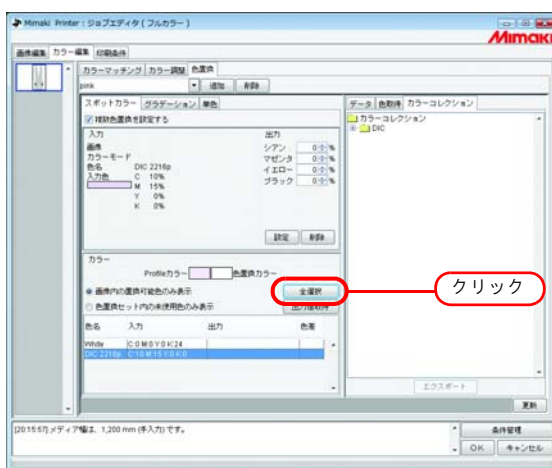 Mimaki Printer : ジョブエディタ ( フルカラー )
Mimaki
画像編集 カラー編集 印刷条件
カラーマッチング カラー調整 色置換
pink 追加 削除
スポットカラー グラデーション 単色
データ 色取得 カラーコレクション
複数色置換を設定する
カラーコレクション
DIC
入力 出力
画像
カラーモード
色名 DIC 2216p
入力色 C 10%
M 15%
Y 0%
K 0%
シアン 0 %
マゼンタ 0 %
イエロー 0 %
ブラック 0 %
設定 削除
カラー
Profileカラー 色置換カラー
画像内の置換可能色のみ表示 全選択
クリック
色置換セット内の未使用色のみ表示 出力値取得
色名 入力 出力 色差
White C:0 M:0 Y:0 K:24
DIC 2216p C:10 M:15 Y:0 K:0
エクスポート
更新
[20:15:57] メディア幅は、1,200 mm (手入力) です。
条件管理
OK キャンセル